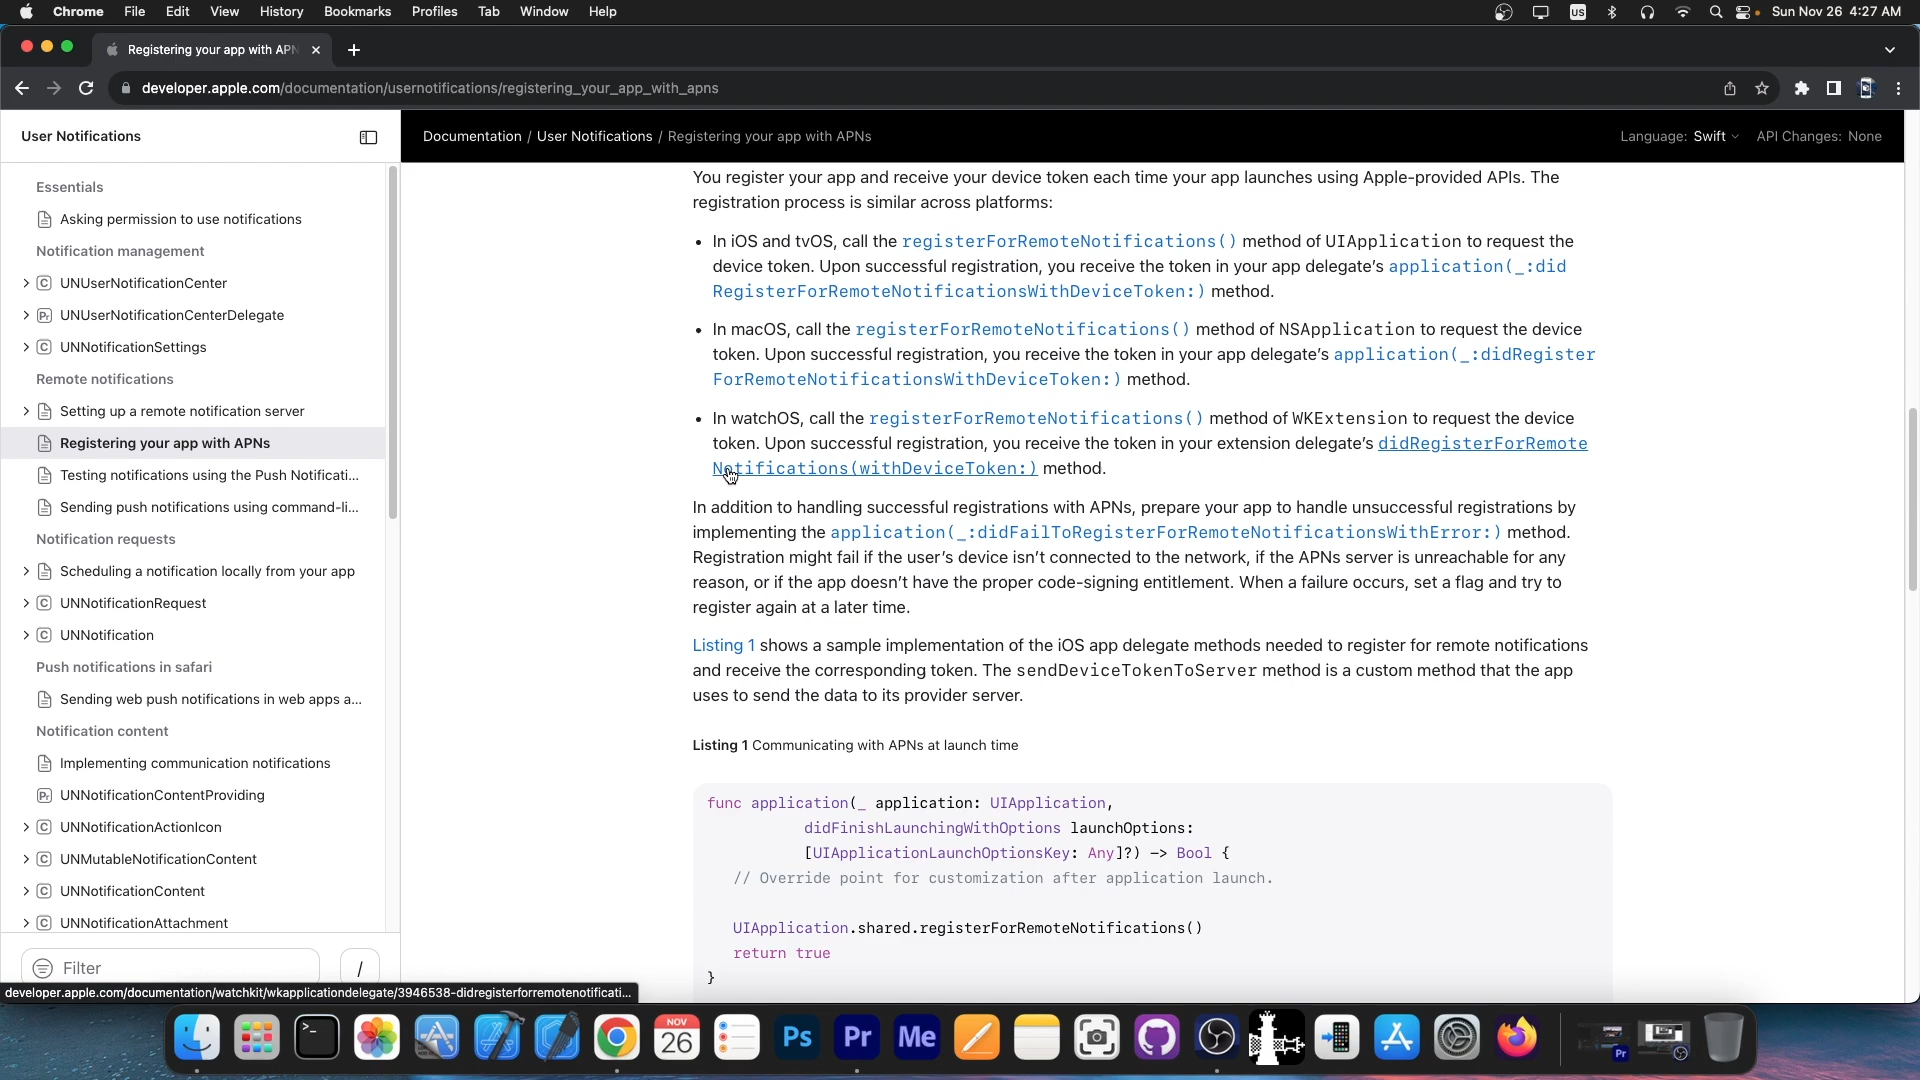 Chrome File Edit View History Bookmarks Profiles Tab Window Help
US
Sun Nov 26 4:27 AM
Registering your app with APN
developer.apple.com/documentation/usernotifications/registering_your_app_with_apns
User Notifications
Documentation / User Notifications / Registering your app with APNs
Language: Swift
API Changes: None
Essentials
Asking permission to use notifications
Notification management
UNUserNotificationCenter
UNUserNotificationCenterDelegate
UNNotificationSettings
Remote notifications
Setting up a remote notification server
Registering your app with APNs
Testing notifications using the Push Notificati...
Sending push notifications using command-li...
Notification requests
Scheduling a notification locally from your app
UNNotificationRequest
UNNotification
Push notifications in safari
Sending web push notifications in web apps a...
Notification content
Implementing communication notifications
UNNotificationContentProviding
UNNotificationActionIcon
UNMutableNotificationContent
UNNotificationContent
UNNotificationAttachment
Filter
/
developer.apple.com/documentation/watchkit/wkapplicationdelegate/3946538-didregisterforremotenotificati...
You register your app and receive your device token each time your app launches using Apple-provided APIs. The
registration process is similar across platforms:
• In iOS and tvOS, call the registerForRemoteNotifications() method of UIApplication to request the
device token. Upon successful registration, you receive the token in your app delegate's application(_:did
RegisterForRemoteNotificationsWithDeviceToken:) method.
• In macOS, call the registerForRemoteNotifications() method of NSApplication to request the device
token. Upon successful registration, you receive the token in your app delegate's application(_:didRegister
ForRemoteNotificationsWithDeviceToken:) method.
• In watchOS, call the registerForRemoteNotifications() method of WKExtension to request the device
token. Upon successful registration, you receive the token in your extension delegate's didRegisterForRemote
Notifications(withDeviceToken:) method.
In addition to handling successful registrations with APNs, prepare your app to handle unsuccessful registrations by
implementing the application(_:didFailToRegisterForRemoteNotificationsWithError:) method.
Registration might fail if the user's device isn't connected to the network, if the APNs server is unreachable for any
reason, or if the app doesn't have the proper code-signing entitlement. When a failure occurs, set a flag and try to
register again at a later time.
Listing 1 shows a sample implementation of the iOS app delegate methods needed to register for remote notifications
and receive the corresponding token. The sendDeviceTokenToServer method is a custom method that the app
uses to send the data to its provider server.
Listing 1 Communicating with APNs at launch time
func application(_ application: UIApplication,
didFinishLaunchingWithOptions launchOptions:
[UIApplicationLaunchOptionsKey: Any]?) -> Bool {
// Override point for customization after application launch.
UIApplication.shared.registerForRemoteNotifications()
return true
}
NOV
26
Ps
Pr
Me
Pr